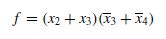 f = (x₂ + x₃)(x̅₃ + x̅₄)